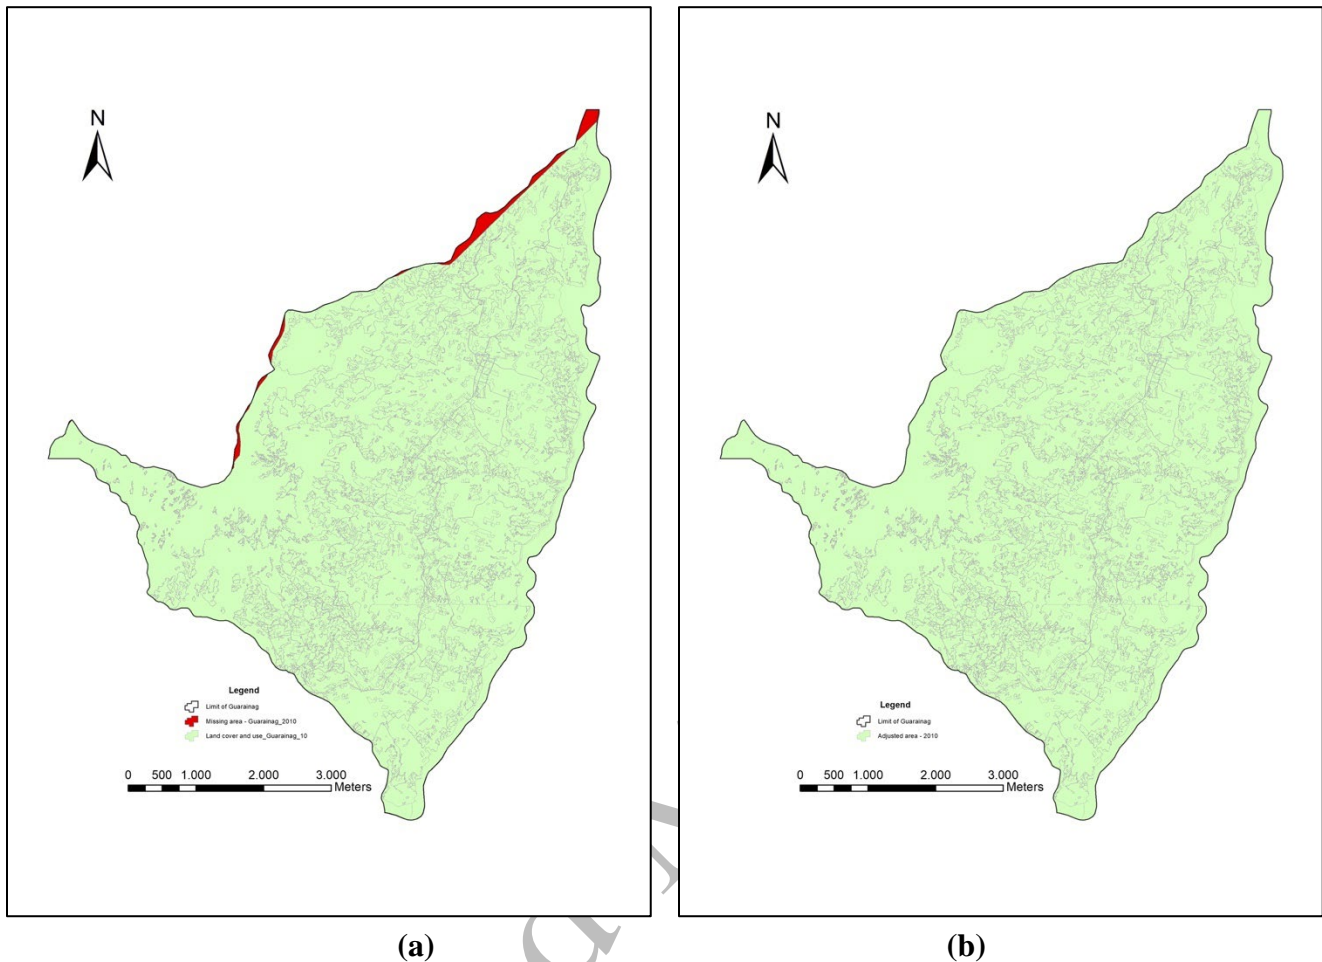 N
Legend
Limit of Guarainag
Missing area - Guarainag_2010
Land cover and use_Guarainag_10
0 500 1.000 2.000 3.000
Meters
(a)
N
Legend
Limit of Guarainag
Adjusted area - 2010
0 500 1.000 2.000 3.000
Meters
(b)